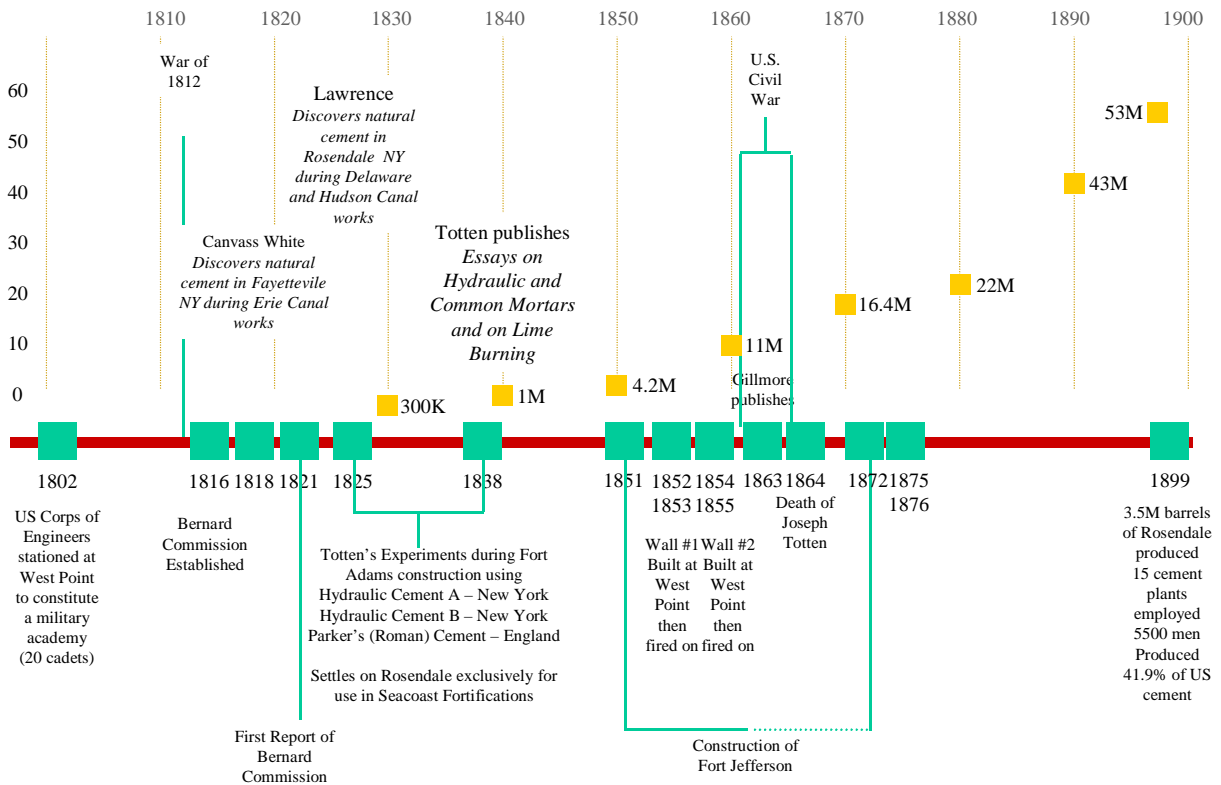 1810 1820 1830 1840 1850 1860 1870 1880 1890 1900
60
50
40
30
20
10
0
War of
1812
Lawrence
Discovers natural
cement in
Rosendale NY
during Delaware
and Hudson Canal
works
Canvass White
Discovers natural
cement in Fayettevile
NY during Erie Canal
works
Totten publishes
Essays on
Hydraulic and
Common Mortars
and on Lime
Burning
U.S.
Civil
War
300K
1M
4.2M
11M
16.4M
22M
43M
53M
Gillmore
publishes
1802
US Corps of
Engineers
stationed at
West Point
to constitute
a military
academy
(20 cadets)
1816 1818 1821 1825 1838
Bernard
Commission
Established
First Report of
Bernard
Commission
Totten's Experiments during Fort
Adams construction using
Hydraulic Cement A – New York
Hydraulic Cement B – New York
Parker's (Roman) Cement – England
Settles on Rosendale exclusively for
use in Seacoast Fortifications
1851
1852
1853
Wall #1
Built at
West
Point
then
fired on
1854
1855
Wall #2
Built at
West
Point
then
fired on
1863
1864
Death of
Joseph
Totten
1872
1875
1876
Construction of
Fort Jefferson
1899
3.5M barrels
of Rosendale
produced
15 cement
plants
employed
5500 men
Produced
41.9% of US
cement